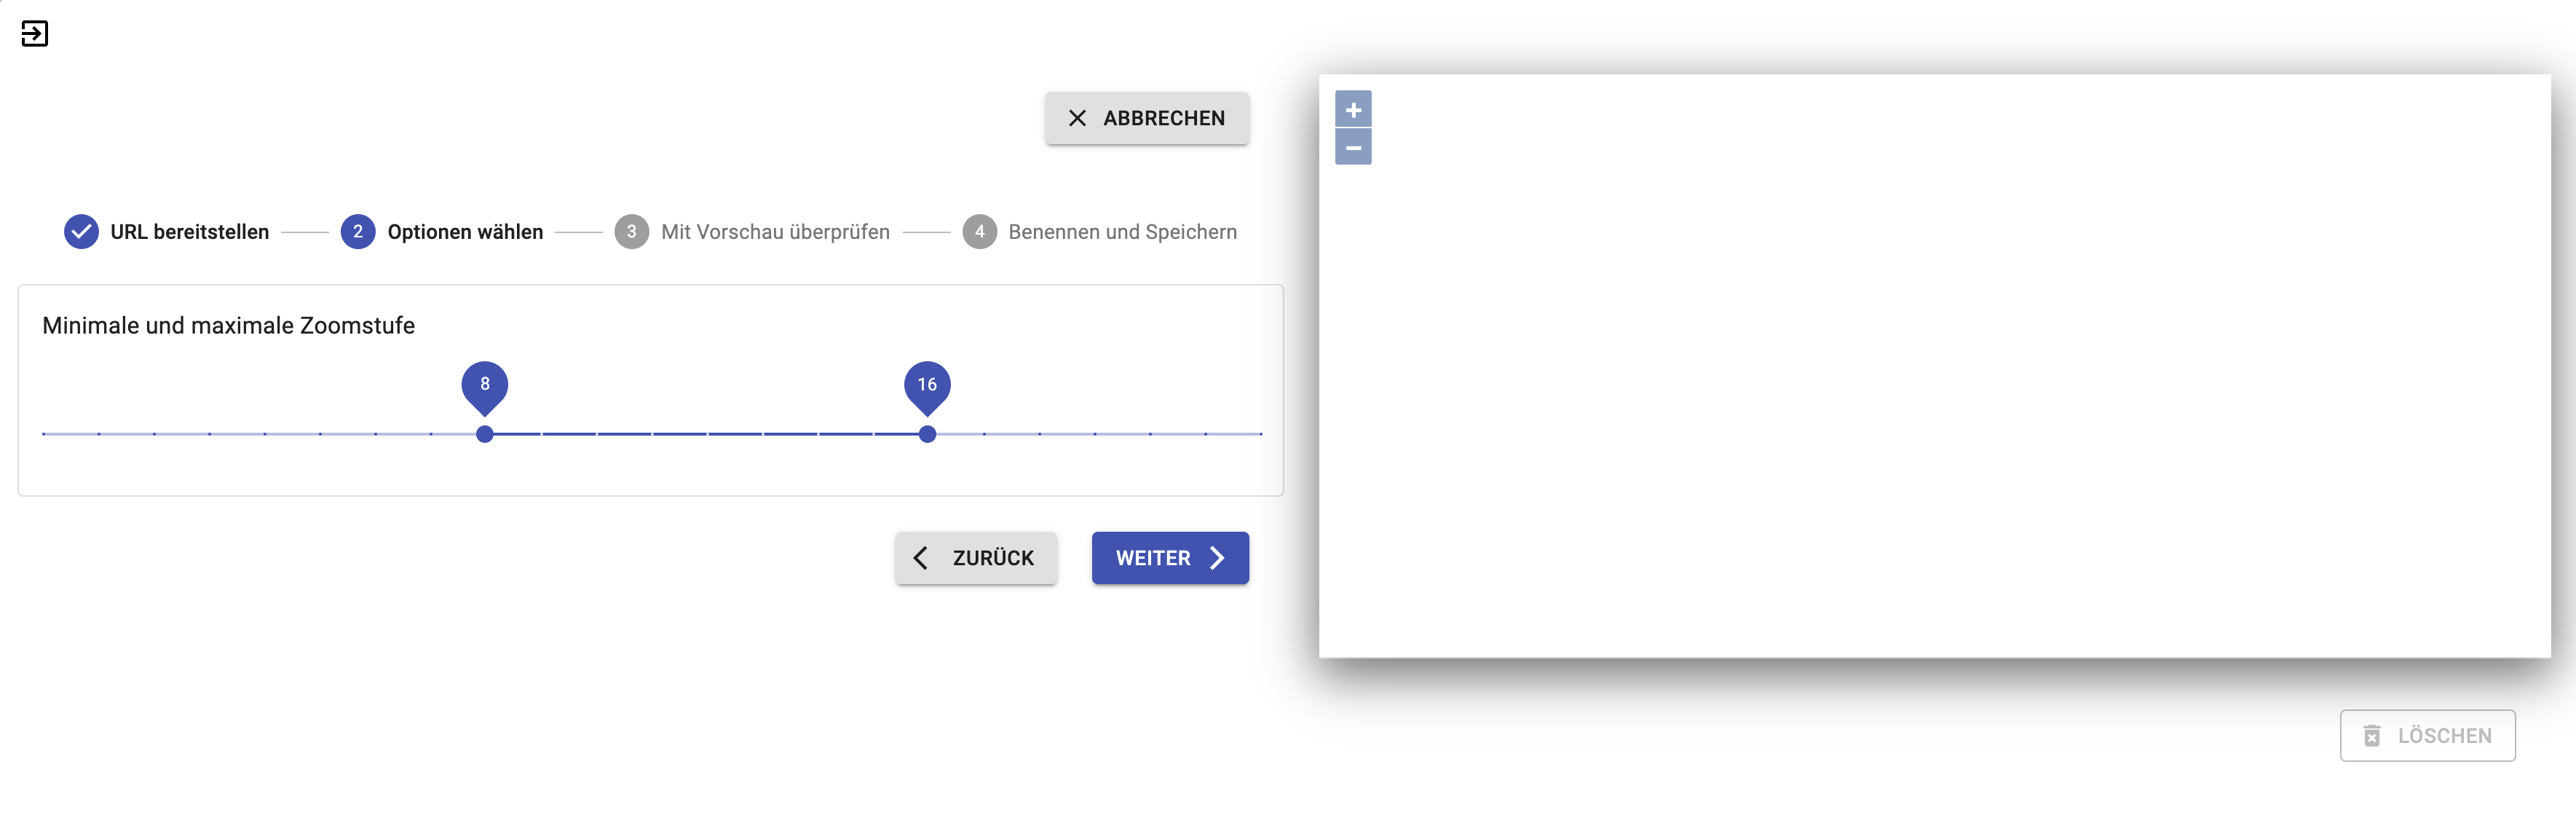 ABBRECHEN
URL bereitstellen 2 Optionen wählen 3 Mit Vorschau überprüfen 4 Benennen und Speichern
Minimale und maximale Zoomstufe
8 16
ZURÜCK WEITER
+
−
LÖSCHEN